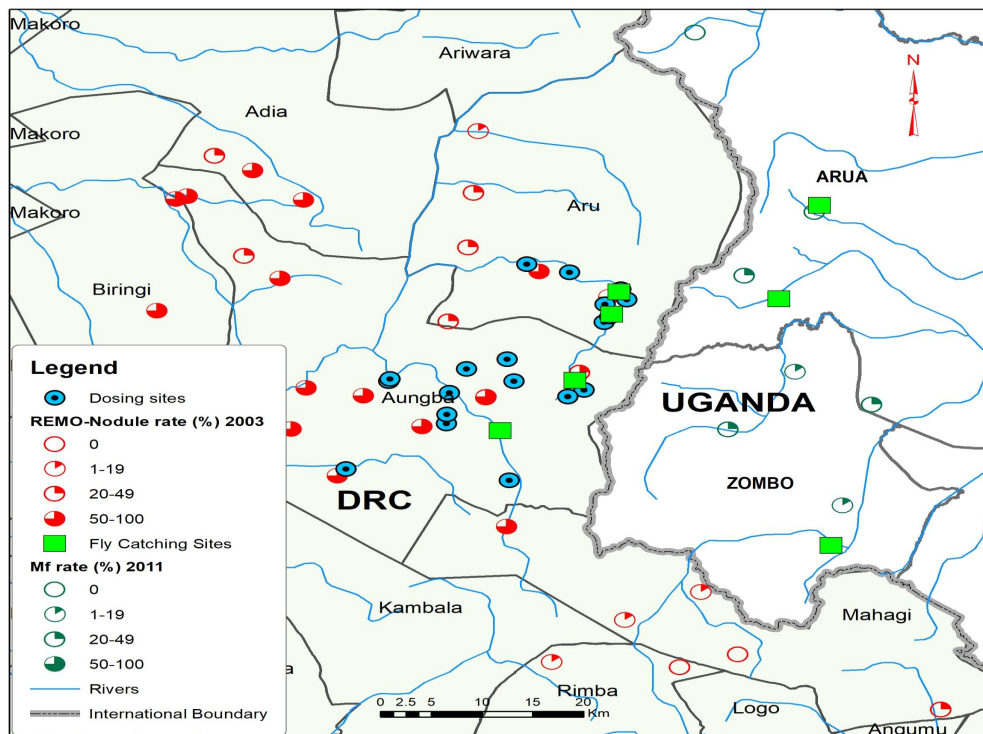 Makoro
Ariwara
N
Adia
Makoro
ARUA
Makoro
Aru
Biringi
Legend
Dosing sites
REMO-Nodule rate (%) 2003
0
1-19
20-49
50-100
Fly Catching Sites
Mf rate (%) 2011
0
1-19
20-49
50-100
Rivers
International Boundary
Aungba
UGANDA
ZOMBO
DRC
Kambala
Mahagi
a
Rimba
Logo
Angumu
0 2.5 5 10 15 20
Km